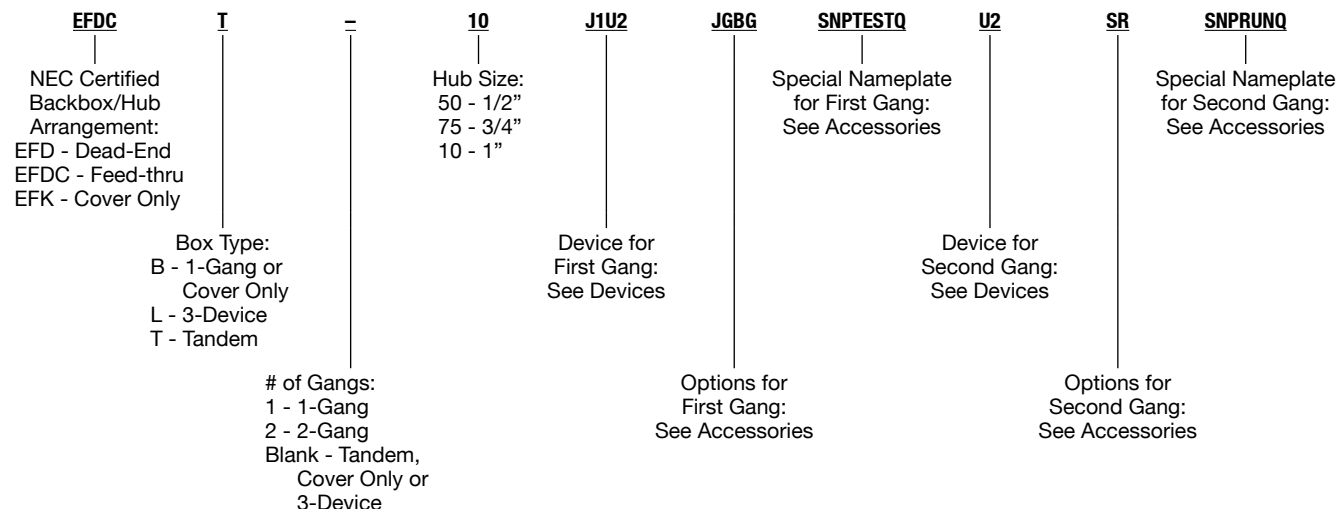 EFDC T – 10 J1U2 JGBG SNPTESTQ U2 SR SNPRUNQ
NEC Certified
Backbox/Hub
Arrangement:
EFD - Dead-End
EFDC - Feed-thru
EFK - Cover Only
Hub Size:
50 - 1/2”
75 - 3/4”
10 - 1”
Special Nameplate
for First Gang:
See Accessories
Special Nameplate
for Second Gang:
See Accessories
Box Type:
B - 1-Gang or
Cover Only
L - 3-Device
T - Tandem
Device for
First Gang:
See Devices
Device for
Second Gang:
See Devices
# of Gangs:
1 - 1-Gang
2 - 2-Gang
Blank - Tandem,
Cover Only or
3-Device
Options for
First Gang:
See Accessories
Options for
Second Gang:
See Accessories